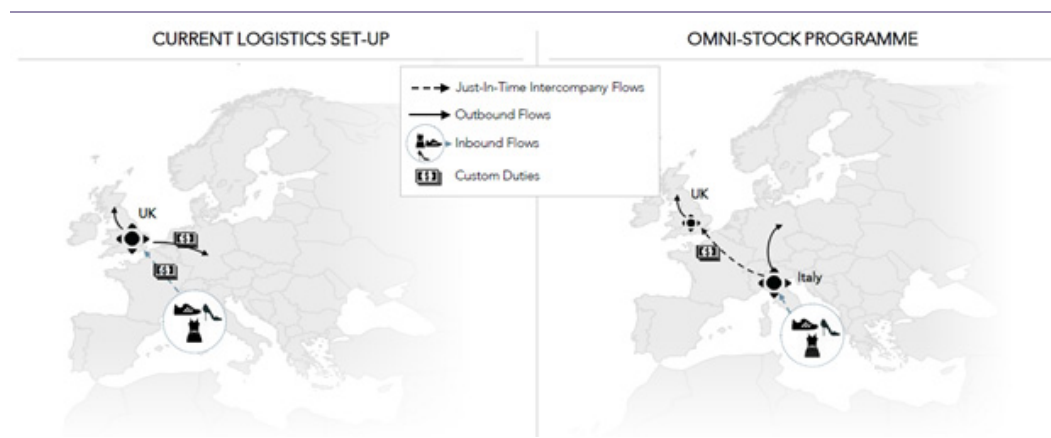 CURRENT LOGISTICS SET-UP
OMNI-STOCK PROGRAMME
Just-In-Time Intercompany Flows
Outbound Flows
Inbound Flows
Custom Duties
UK
UK
Italy